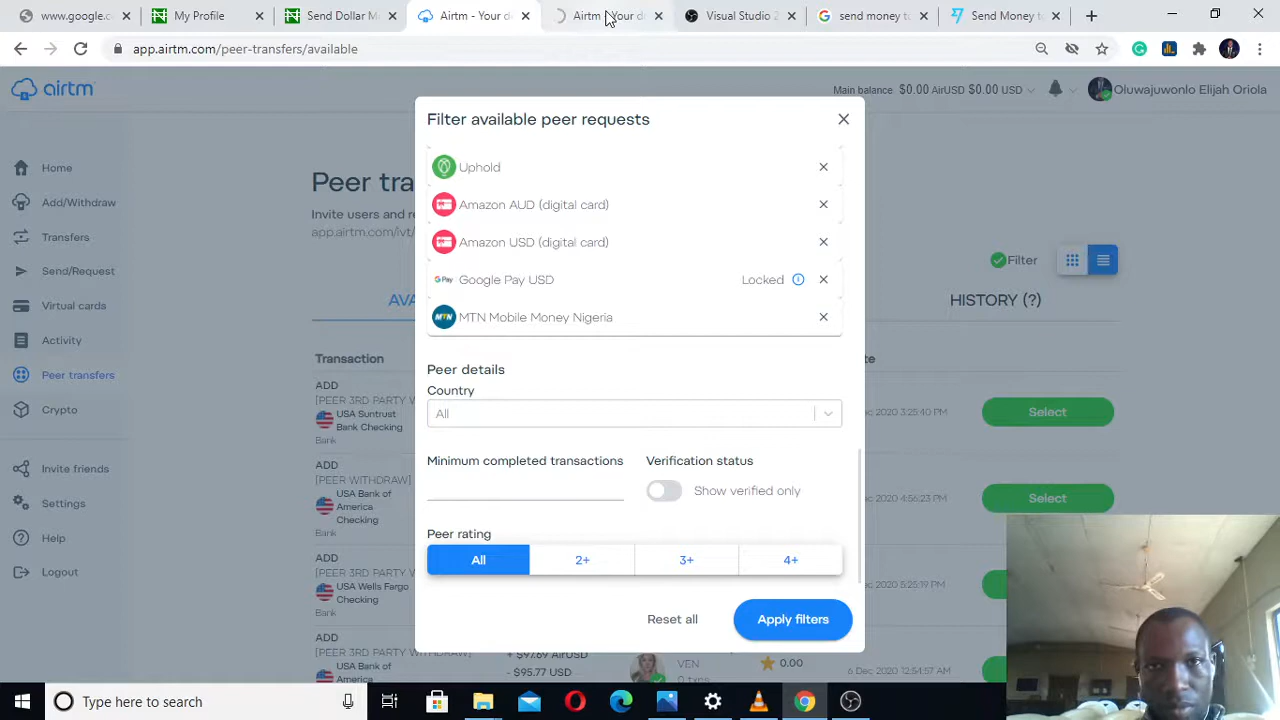 www.google.c
My Profile
Send Dollar M
Airtm - Your d
Airtm
Your d
Visual Studio 2
send money to
Send Money to
app.airtm.com/peer-transfers/available
airtm
Main balance $0.00 AirUSD $0.00 USD
Oluwajuwonlo Elijah Oriola
Home
Add/Withdraw
Transfers
Send/Request
Virtual cards
Activity
Peer transfers
Crypto
Invite friends
Settings
Help
Logout
Peer tra
Invite users and re
app.airtm.com/ivt/
Filter
AVA
HISTORY (?)
Transaction
ADD
[PEER 3RD PARTY W
USA Suntrust
Bank Checking
Bank
Dec 2020 3:25:40 PM
Select
ADD
[PEER WITHDRAW]
USA Bank of
America
Checking
Bank
Dec 2020 4:56:23 PM
Select
ADD
[PEER 3RD PARTY W
USA Wells Fargo
Checking
Bank
ADD
[PEER 3RD PARTY WITHDRAW]
USA Bank of
America
+ $97.69 AirUSD
- $95.77 USD
VEN
0 txns
0.00
6 Dec 2020 12:54:57 AM
Filter available peer requests
Uphold
Amazon AUD (digital card)
Amazon USD (digital card)
G Pay Google Pay USD
Locked
MTN MTN Mobile Money Nigeria
Peer details
Country
All
Minimum completed transactions
Verification status
Show verified only
Peer rating
All
2+
3+
4+
Reset all
Apply filters
Type here to search